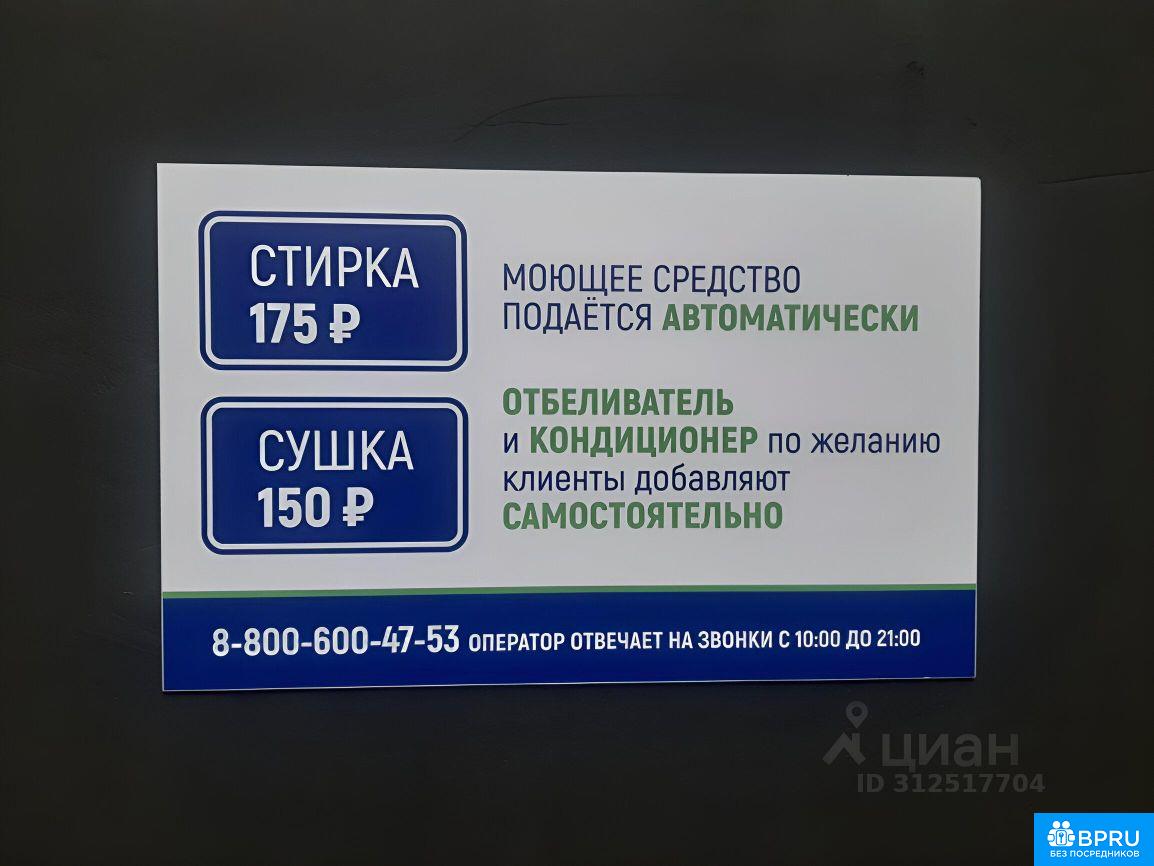 СТИРКА
175 ₽
МОЮЩЕЕ СРЕДСТВО
ПОДАЁТСЯ АВТОМАТИЧЕСКИ
СУШКА
150 ₽
ОТБЕЛИВАТЕЛЬ
и КОНДИЦИОНЕР по желанию
клиенты добавляют
САМОСТОЯТЕЛЬНО
8-800-600-47-53 ОПЕРАТОР ОТВЕЧАЕТ НА ЗВОНКИ С 10:00 ДО 21:00
циан
ID 312517704
BPRU
БЕЗ ПОСРЕДНИКОВ